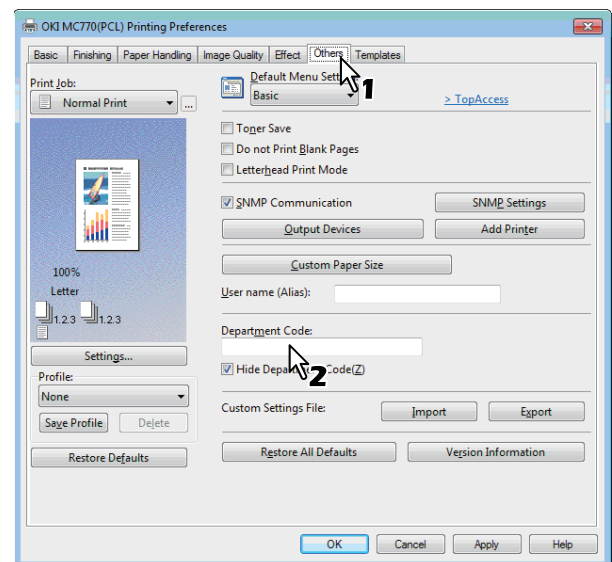 OKI MC770(PCL) Printing Preferences
Basic Finishing Paper Handling Image Quality Effect Others Templates
Print Job:
Normal Print
...
100%
Letter
1.2.3 1.2.3
Settings...
Profile:
None
Save Profile Delete
Restore Defaults
Default Menu Sett
1
Basic
> TopAccess
Toner Save
Do not Print Blank Pages
Letterhead Print Mode
SNMP Communication SNMP Settings
Output Devices Add Printer
Custom Paper Size
User name (Alias):
Department Code:
2
Hide Depa Code(Z)
Custom Settings File: Import Export
Restore All Defaults Version Information
OK Cancel Apply Help